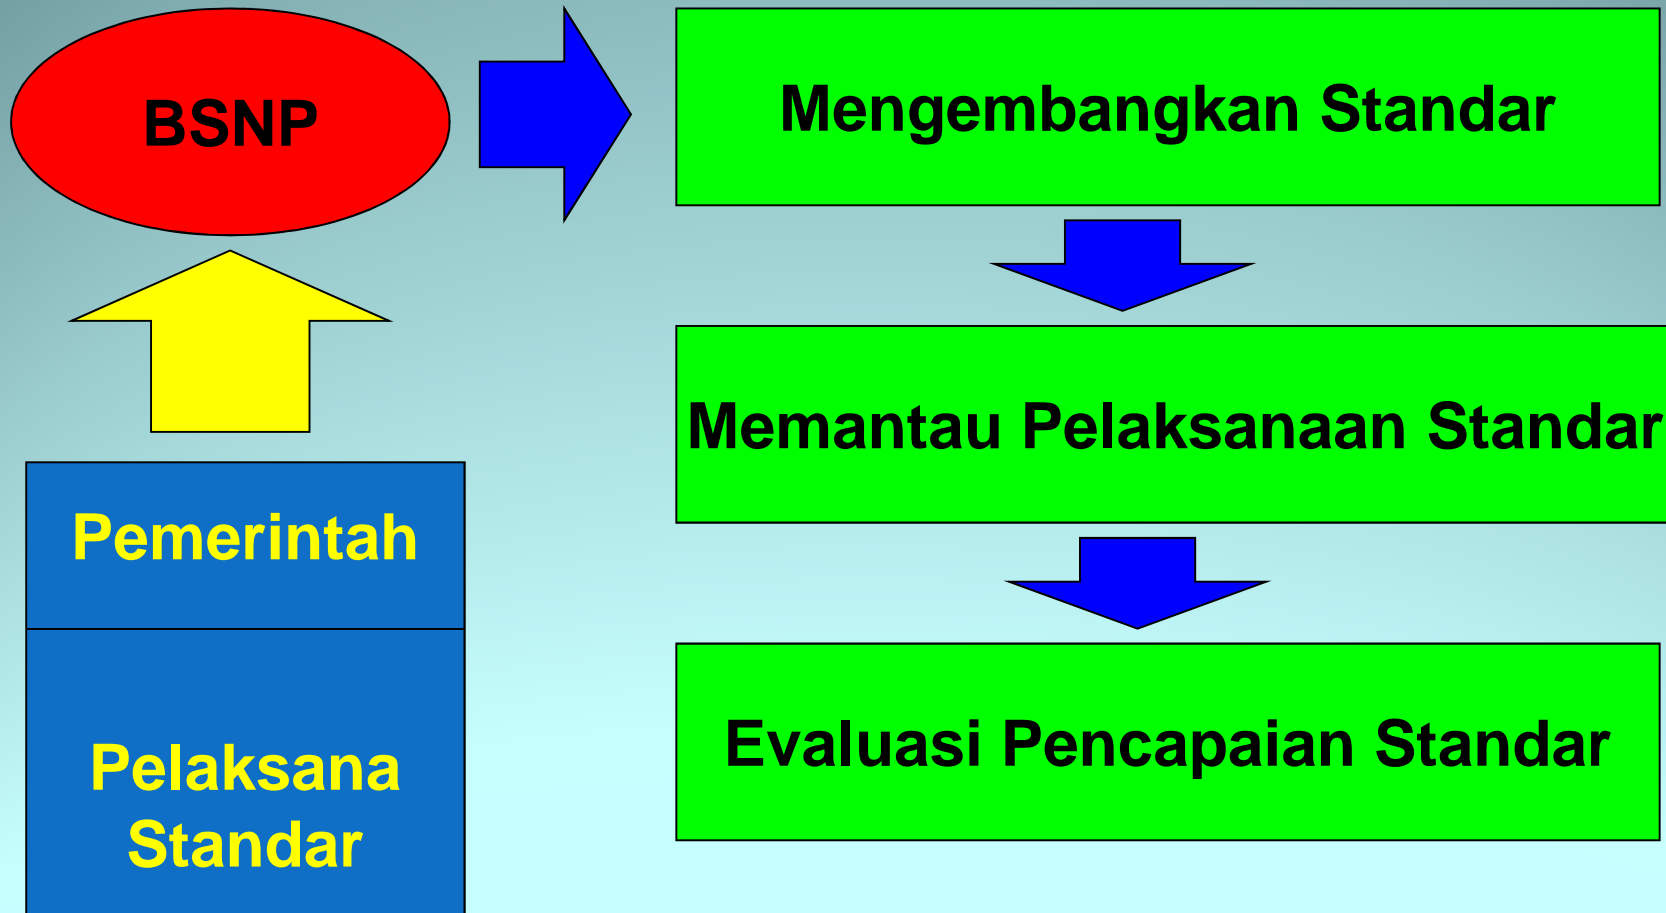 BSNP
Mengembangkan Standar
Memantau Pelaksanaan Standar
Evaluasi Pencapaian Standar
Pemerintah
Pelaksana
Standar